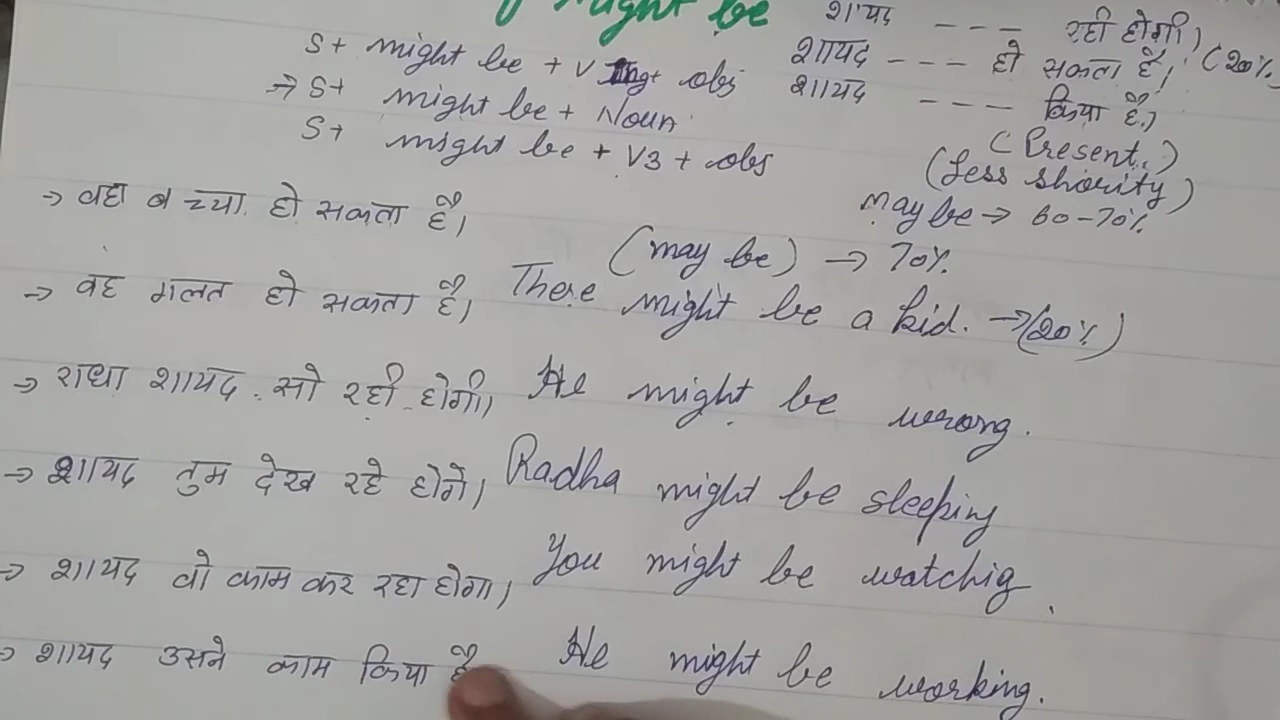 might be शायद --- रही होगी।
S+ might be + V Ing+ obj शायद --- हो सकता है। (20%
→ S+ might be + Noun शायद ---- किया है।
S+ might be + V3 + obj (Present.)
(Less shority)
→ वहा बच्चा हो सकता है। may be → 60-70%
(may be) → 70%
→ वह गलत हो सकता है। There might be a kid. → (20%)
→ राधा शायद सो रही होगी। He might be wrong.
→ शायद तुम देख रहे होगे। Radha might be sleeping
→ शायद वो काम कर रहा होगा। You might be watchig.
→ शायद उसने काम किया है He might be working.